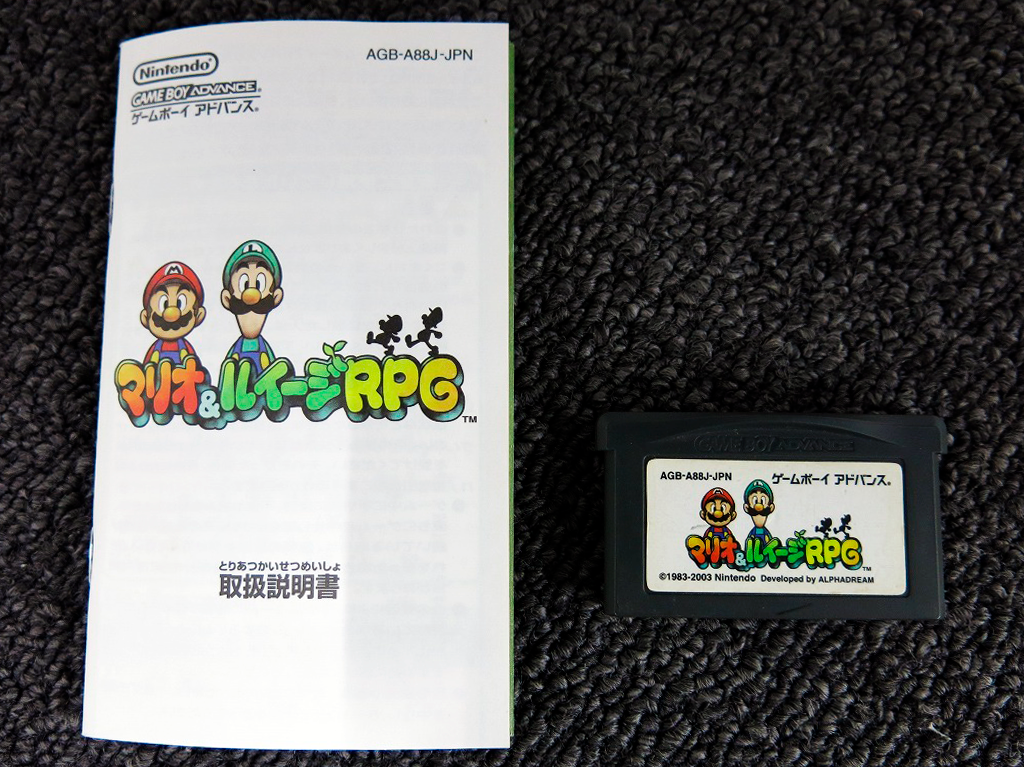 Nintendo®
AGB-A88J-JPN
GAME BOY ADVANCE®
ゲームボーイ アドバンス®
M
L
マリオ&ルイージRPG™
とりあつかいせつめいしょ
取扱説明書
GAME BOY ADVANCE
AGB-A88J-JPN
ゲームボーイ アドバンス®
M
L
マリオ&ルイージRPG™
©1983-2003 Nintendo Developed by ALPHADREAM